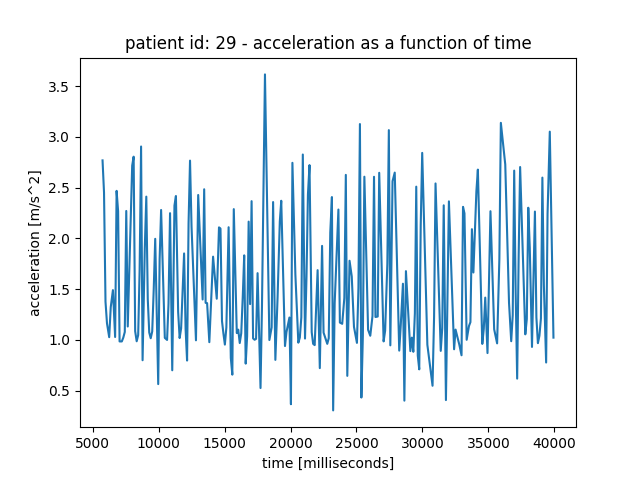 patient id: 29 - acceleration as a function of time
acceleration [m/s^2]
3.5
3.0
2.5
2.0
1.5
1.0
0.5
5000 10000 15000 20000 25000 30000 35000 40000
time [milliseconds]